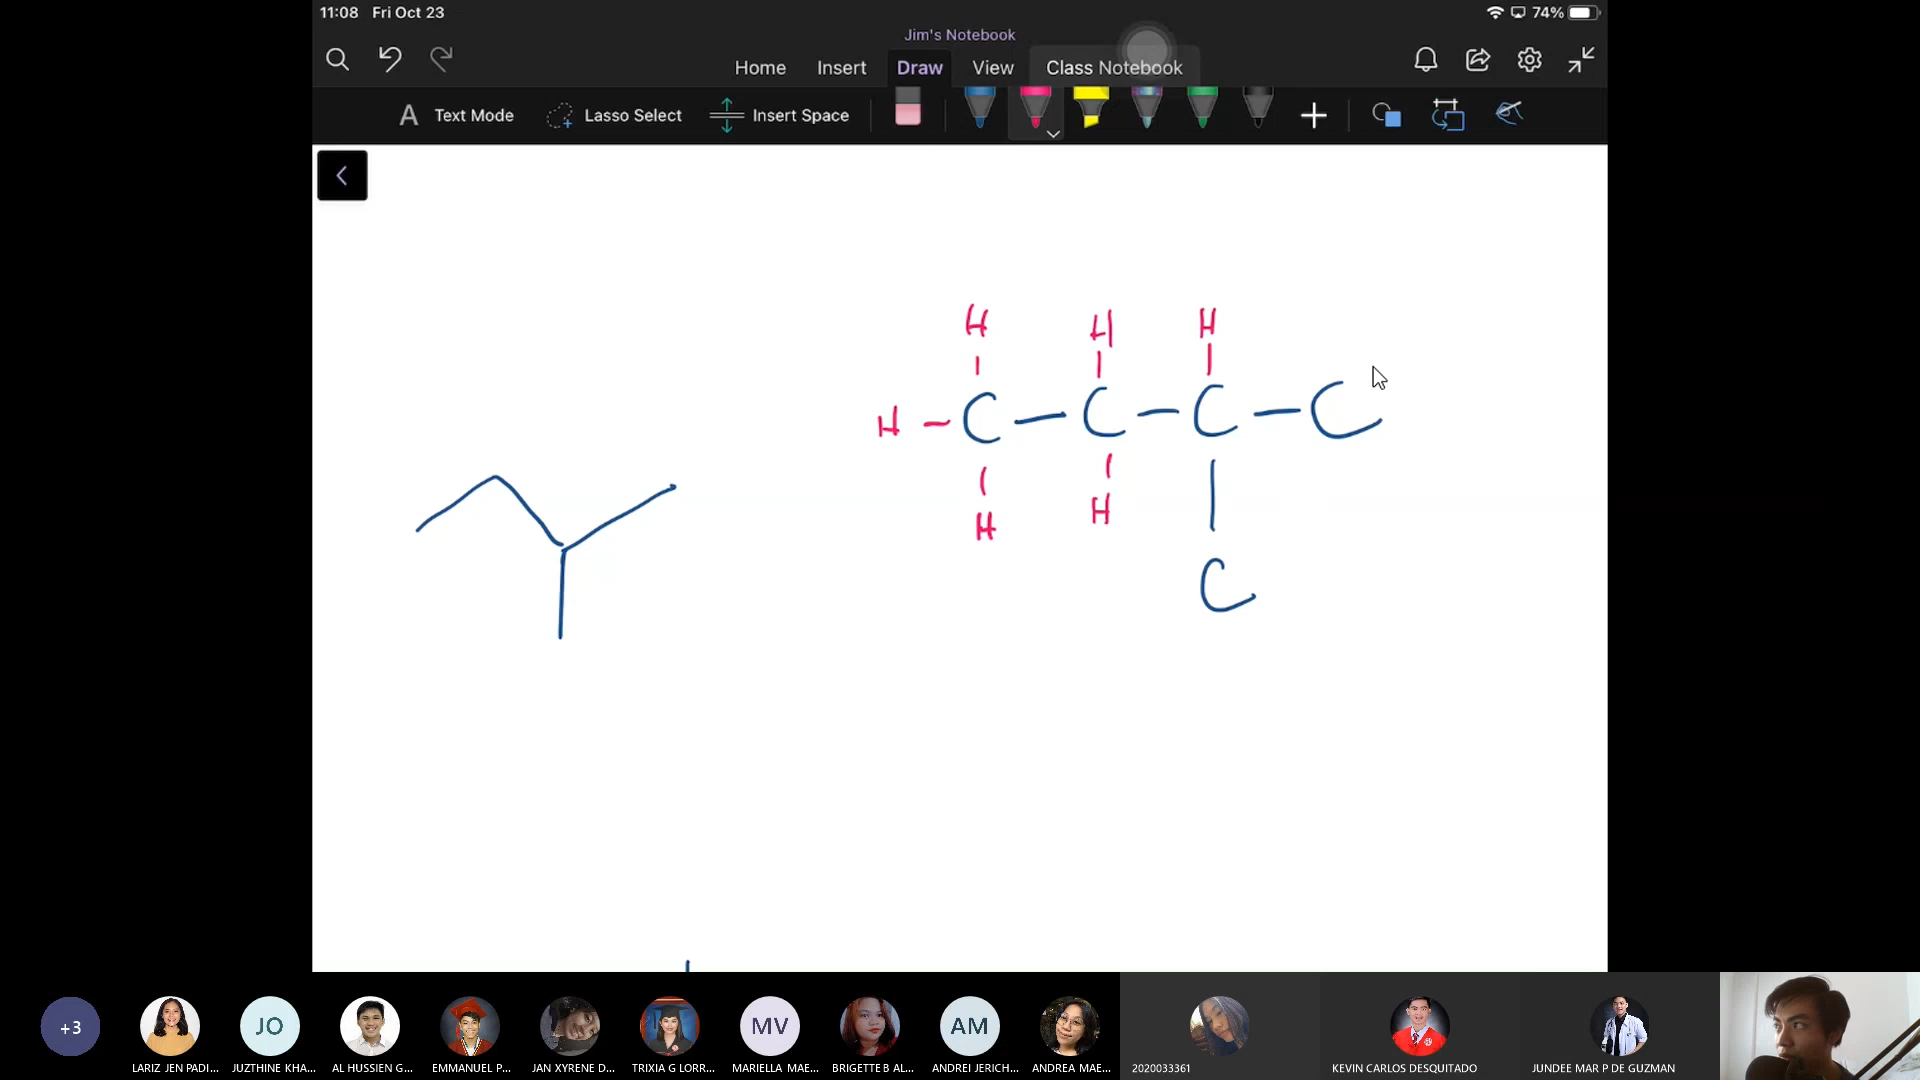 11:08 Fri Oct 23 74%
Jim's Notebook
Home Insert Draw View Class Notebook
A Text Mode Lasso Select Insert Space
H H H
H - C - C - C - C
H H
C
+3 JO MV AM
LARIZ JEN PADI... JUZTHINE KHA... AL HUSSIEN G... EMMANUEL P... JAN XYRENE D... TRIXIA G LORR... MARIELLA MAE... BRIGETTE B AL... ANDREI JERICH... ANDREA MAE... 2020033361 KEVIN CARLOS DESQUITADO JUNDEE MAR P DE GUZMAN